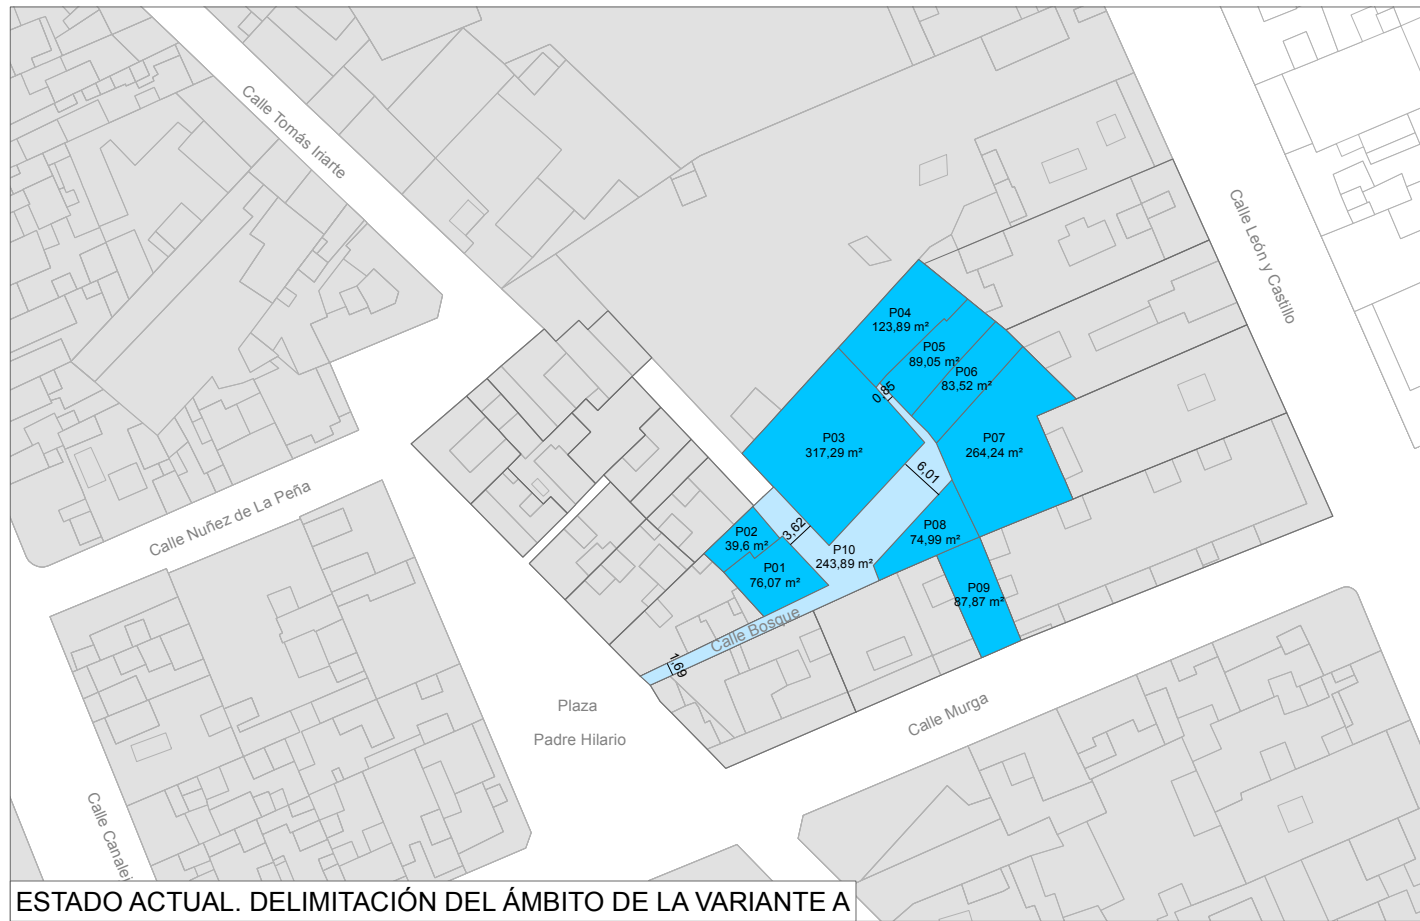 Calle Tomás Iriarte
Calle León y Castillo
P04
123,89 m²
P05
89,05 m²
P06
83,52 m²
0,85
P03
317,29 m²
P07
264,24 m²
6,01
Calle Nuñez de La Peña
3,62
P02
39,6 m²
P08
74,99 m²
P10
243,89 m²
P01
76,07 m²
P09
87,87 m²
Calle Bosque
1,69
Plaza
Padre Hilario
Calle Murga
Calle Canalej
ESTADO ACTUAL. DELIMITACIÓN DEL ÁMBITO DE LA VARIANTE A